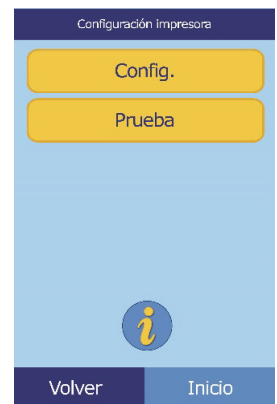 Configuración impresora
Config.
Prueba
i
Volver
Inicio